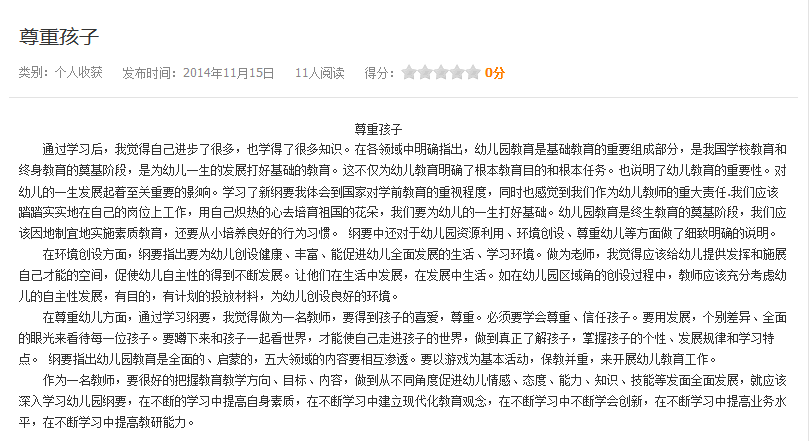 尊重孩子
类别：个人收获 发布时间：2014年11月15日 11人阅读 得分： 0分
尊重孩子
通过学习后，我觉得自己进步了很多，也学得了很多知识。在各领域中明确指出，幼儿园教育是基础教育的重要组成部分，是我国学校教育和
终身教育的奠基阶段，是为幼儿一生的发展打好基础的教育。这不仅为幼儿教育明确了根本教育目的和根本任务。也说明了幼儿教育的重要性。对
幼儿的一生发展起着至关重要的影响。学习了新纲要我体会到国家对学前教育的重视程度，同时也感觉到我们作为幼儿教师的重大责任.我们应该
踏踏实实地在自己的岗位上工作，用自己炽热的心去培育祖国的花朵，我们要为幼儿的一生打好基础。幼儿园教育是终生教育的奠基阶段，我们应
该因地制宜地实施素质教育，还要从小培养良好的行为习惯。 纲要中还对于幼儿园资源利用、环境创设、尊重幼儿等方面做了细致明确的说明。
在环境创设方面，纲要指出要为幼儿创设健康、丰富、能促进幼儿全面发展的生活、学习环境。做为老师，我觉得应该给幼儿提供发挥和施展
自己才能的空间，促使幼儿自主性的得到不断发展。让他们在生活中发展，在发展中生活。如在幼儿园区域角的创设过程中，教师应该充分考虑幼
儿的自主性发展，有目的，有计划的投放材料，为幼儿创设良好的环境。
在尊重幼儿方面，通过学习纲要，我觉得做为一名教师，要得到孩子的喜爱，尊重。必须要学会尊重、信任孩子。要用发展，个别差异、全面
的眼光来看待每一位孩子。要蹲下来和孩子一起看世界，才能使自己走进孩子的世界，做到真正了解孩子，掌握孩子的个性、发展规律和学习特
点。 纲要指出幼儿园教育是全面的、启蒙的，五大领域的内容要相互渗透。要以游戏为基本活动，保教并重，来开展幼儿教育工作。
作为一名教师，要很好的把握教育教学方向、目标、内容，做到从不同角度促进幼儿情感、态度、能力、知识、技能等发面全面发展，就应该
深入学习幼儿园纲要，在不断的学习中提高自身素质，在不断学习中建立现代化教育观念，在不断学习中不断学会创新，在不断学习中提高业务水
平，在不断学习中提高教研能力。